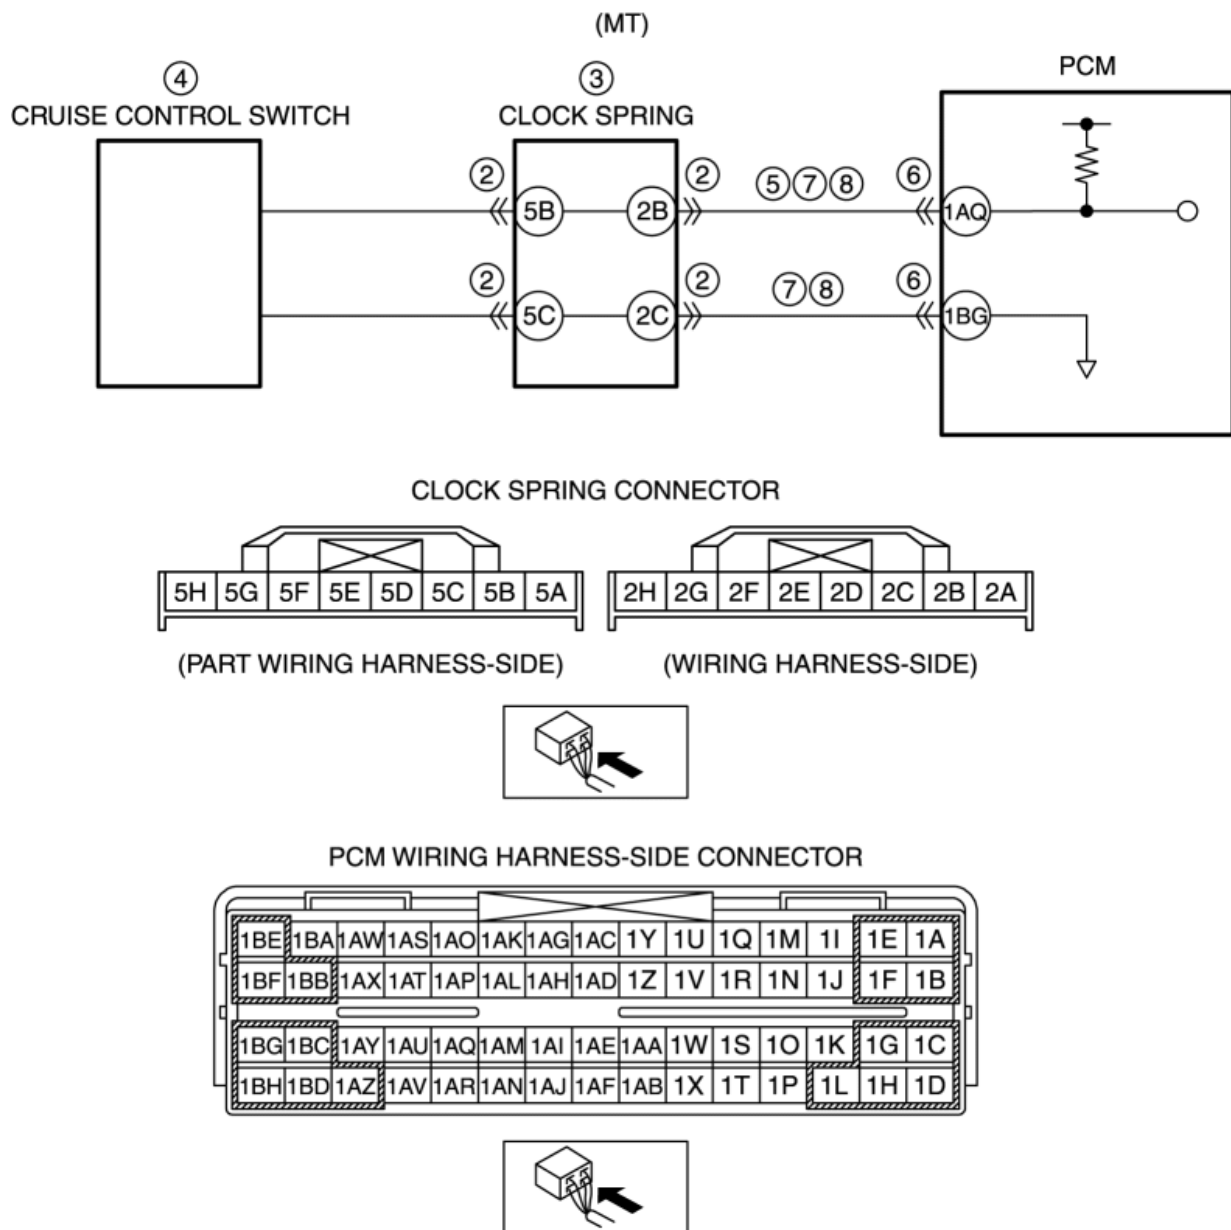 (MT)
④ ③ PCM
CRUISE CONTROL SWITCH CLOCK SPRING
② ② ⑤⑦⑧ ⑥
5B 2B 1AQ
② ② ⑦⑧ ⑥
5C 2C 1BG
CLOCK SPRING CONNECTOR
5H 5G 5F 5E 5D 5C 5B 5A 2H 2G 2F 2E 2D 2C 2B 2A
(PART WIRING HARNESS-SIDE) (WIRING HARNESS-SIDE)
PCM WIRING HARNESS-SIDE CONNECTOR
1BE 1BA 1AW 1AS 1AO 1AK 1AG 1AC 1Y 1U 1Q 1M 1I 1E 1A
1BF 1BB 1AX 1AT 1AP 1AL 1AH 1AD 1Z 1V 1R 1N 1J 1F 1B
1BG 1BC 1AY 1AU 1AQ 1AM 1AI 1AE 1AA 1W 1S 1O 1K 1G 1C
1BH 1BD 1AZ 1AV 1AR 1AN 1AJ 1AF 1AB 1X 1T 1P 1L 1H 1D